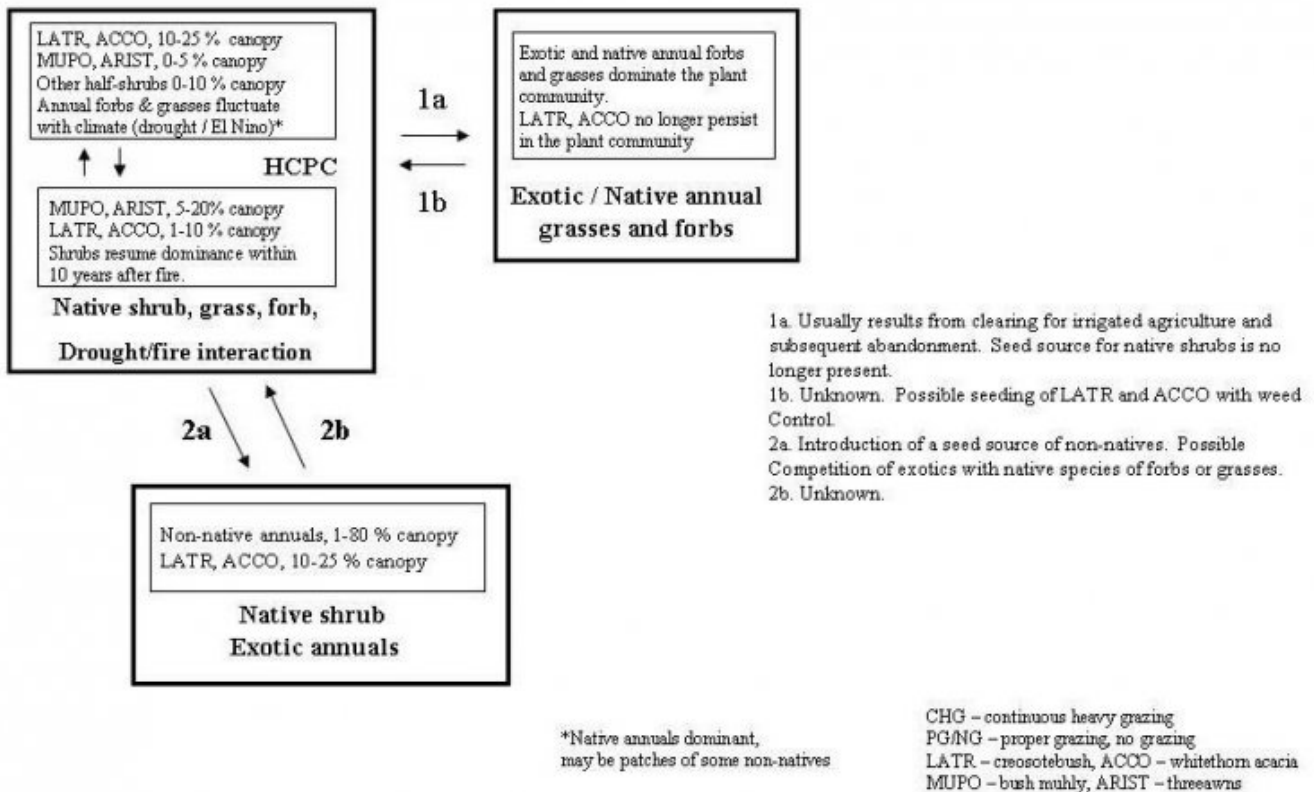 LATR, ACCO, 10-25 % canopy
MUPO, ARIST, 0-5 % canopy
Other half-shrubs 0-10 % canopy
Annual forbs & grasses fluctuate
with climate (drought / El Nino)*
HCPC
MUPO, ARIST, 5-20% canopy
LATR, ACCO, 1-10 % canopy
Shrubs resume dominance within
10 years after fire.
Native shrub, grass, forb,
Drought/fire interaction
1a
1b
Exotic and native annual forbs
and grasses dominate the plant
community.
LATR, ACCO no longer persist
in the plant community
Exotic / Native annual
grasses and forbs
2a
2b
Non-native annuals, 1-80 % canopy
LATR, ACCO, 10-25 % canopy
Native shrub
Exotic annuals
1a. Usually results from clearing for irrigated agriculture and
subsequent abandonment. Seed source for native shrubs is no
longer present.
1b. Unknown. Possible seeding of LATR and ACCO with weed
Control.
2a. Introduction of a seed source of non-natives. Possible
Competition of exotics with native species of forbs or grasses.
2b. Unknown.
*Native annuals dominant,
may be patches of some non-natives
CHG – continuous heavy grazing
PG/NG – proper grazing, no grazing
LATR – creosotebush, ACCO – whitethorn acacia
MUPO – bush muhly, ARIST – threeawns